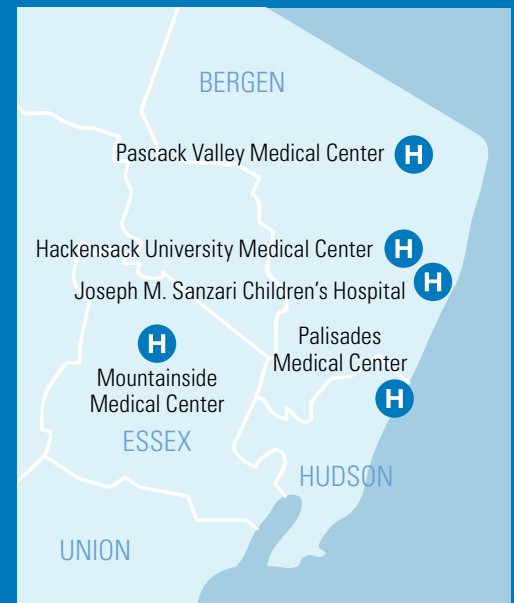 BERGEN
Pascack Valley Medical Center H
Hackensack University Medical Center H
Joseph M. Sanzari Children's Hospital H
Palisades
Medical Center
H
H
Mountainside
Medical Center
ESSEX
HUDSON
UNION